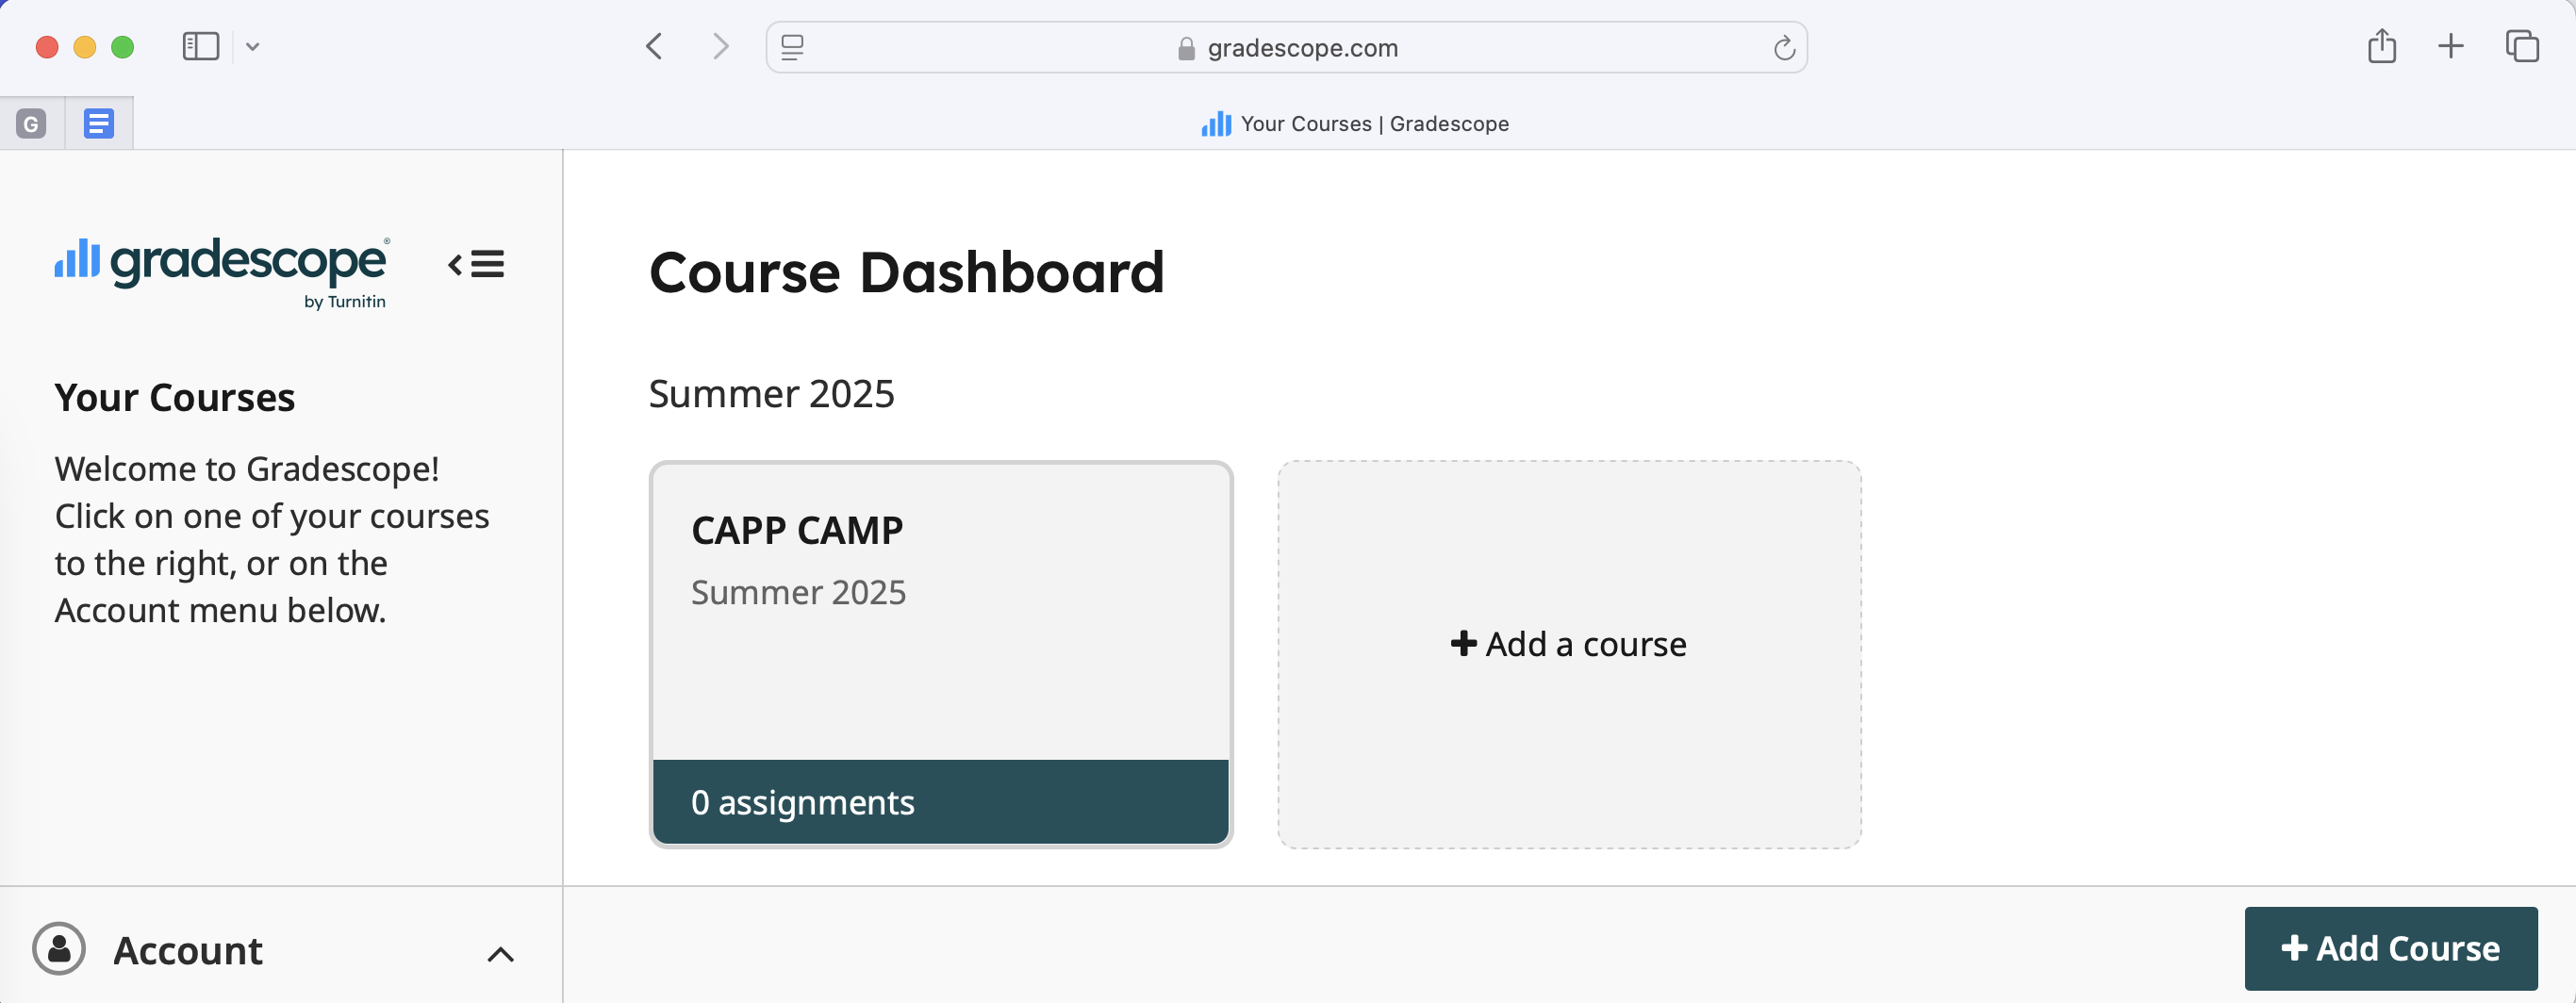 gradescope.com
G
Your Courses | Gradescope
gradescope®
by Turnitin
Your Courses
Welcome to Gradescope!
Click on one of your courses
to the right, or on the
Account menu below.
Account
Course Dashboard
Summer 2025
CAPP CAMP
Summer 2025
0 assignments
+ Add a course
+ Add Course